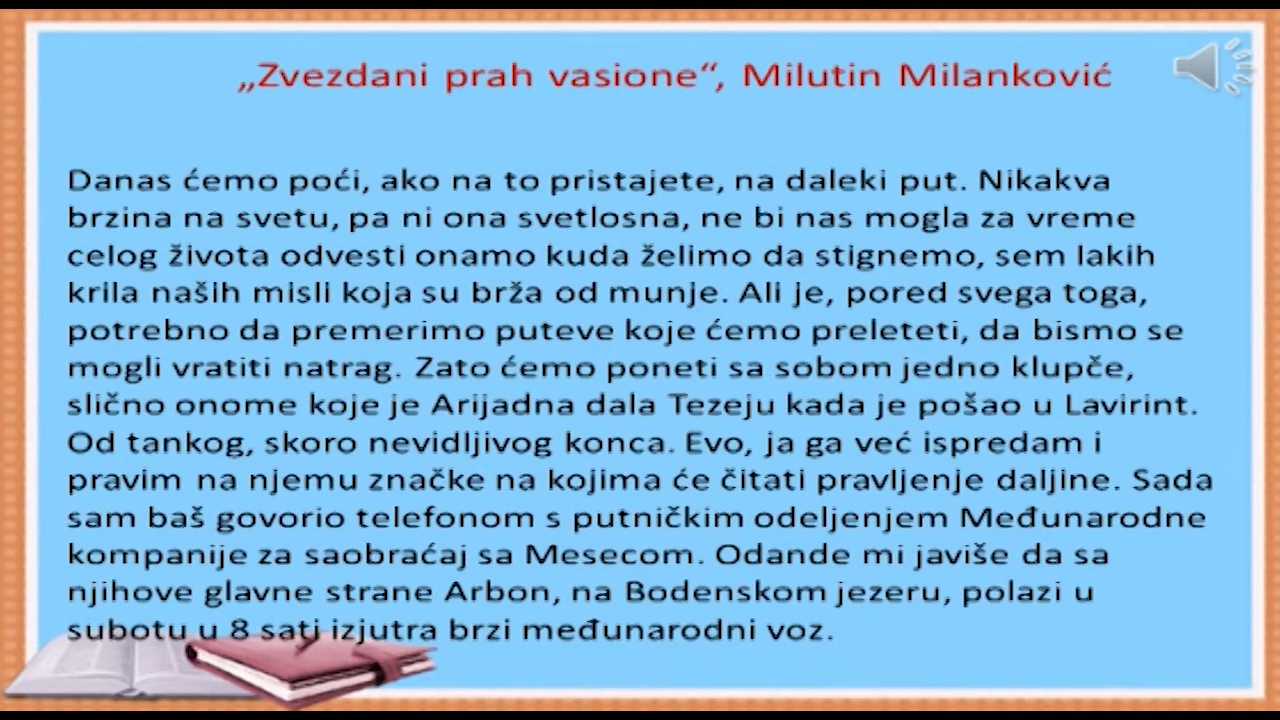 „Zvezdani prah vasione“, Milutin Milanković
Danas ćemo poći, ako na to pristajete, na daleki put. Nikakva
brzina na svetu, pa ni ona svetlosna, ne bi nas mogla za vreme
celog života odvesti onamo kuda želimo da stignemo, sem lakih
krila naših misli koja su brža od munje. Ali je, pored svega toga,
potrebno da premerimo puteve koje ćemo preleteti, da bismo se
mogli vratiti natrag. Zato ćemo poneti sa sobom jedno klupče,
slično onome koje je Arijadna dala Tezeju kada je pošao u Lavirint.
Od tankog, skoro nevidljivog konca. Evo, ja ga već ispredam i
pravim na njemu značke na kojima će čitati pravljenje daljine. Sada
sam baš govorio telefonom s putničkim odeljenjem Međunarodne
kompanije za saobraćaj sa Mesecom. Odande mi javiše da sa
njihove glavne strane Arbon, na Bodenskom jezeru, polazi u
subotu u 8 sati izjutra brzi međunarodni voz.